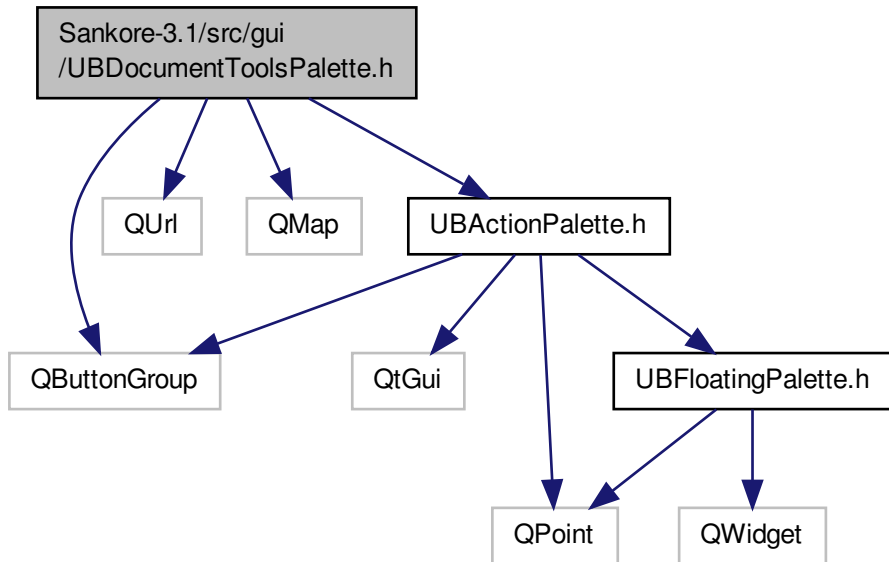 Sankore-3.1/src/gui
/UBDocumentToolsPalette.h
QUrl
QMap
UBActionPalette.h
QButtonGroup
QtGui
UBFloatingPalette.h
QPoint
QWidget